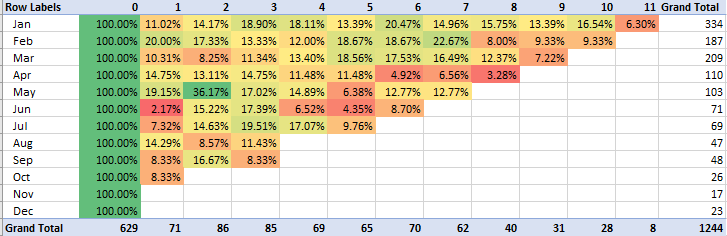 Row Labels 0 1 2 3 4 5 6 7 8 9 10 11 Grand Total
Jan 100.00% 11.02% 14.17% 18.90% 18.11% 13.39% 20.47% 14.96% 15.75% 13.39% 16.54% 6.30% 334
Feb 100.00% 20.00% 17.33% 13.33% 12.00% 18.67% 18.67% 22.67% 8.00% 9.33% 9.33% 187
Mar 100.00% 10.31% 8.25% 11.34% 13.40% 18.56% 17.53% 16.49% 12.37% 7.22% 209
Apr 100.00% 14.75% 13.11% 14.75% 11.48% 11.48% 4.92% 6.56% 3.28% 110
May 100.00% 19.15% 36.17% 17.02% 14.89% 6.38% 12.77% 12.77% 103
Jun 100.00% 2.17% 15.22% 17.39% 6.52% 4.35% 8.70% 71
Jul 100.00% 7.32% 14.63% 19.51% 17.07% 9.76% 69
Aug 100.00% 14.29% 8.57% 11.43% 47
Sep 100.00% 8.33% 16.67% 8.33% 48
Oct 100.00% 8.33% 26
Nov 100.00% 17
Dec 100.00% 23
Grand Total 629 71 86 85 69 65 70 62 40 31 28 8 1244